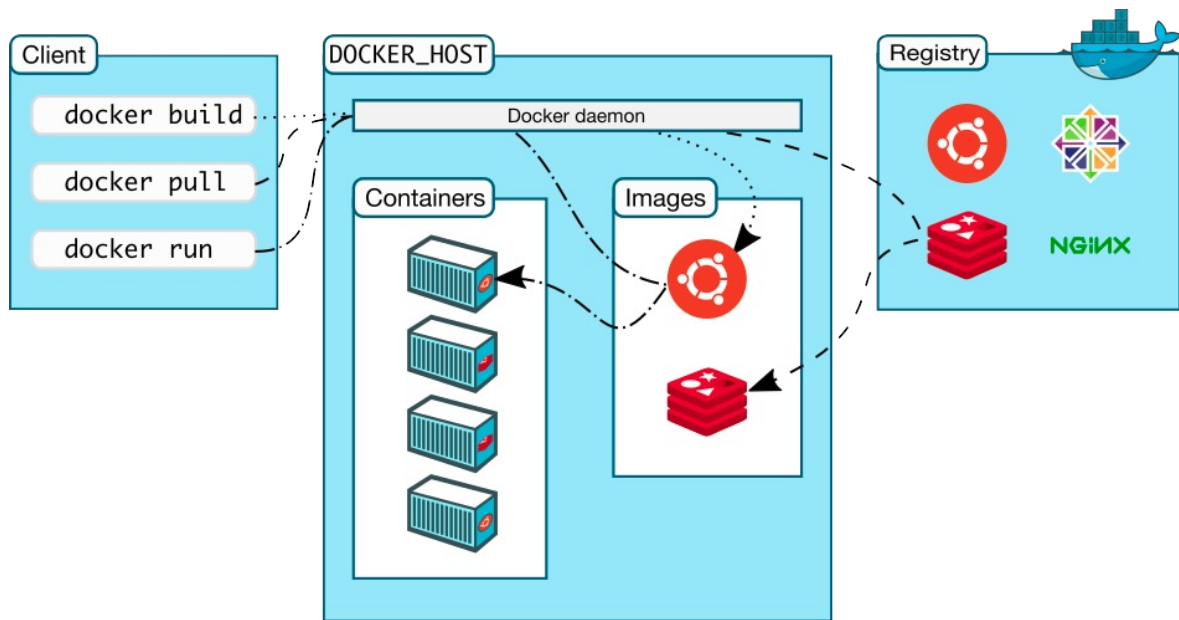 Client
docker build
docker pull
docker run
DOCKER_HOST
Docker daemon
Containers
Images
Registry
NGINX